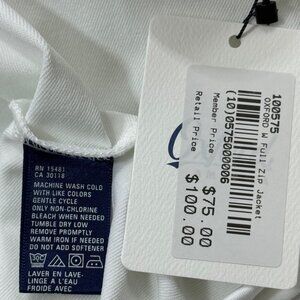 RN 15481
CA 30118
MACHINE WASH COLD
WITH LIKE COLORS
GENTLE CYCLE
ONLY NON-CHLORINE
BLEACH WHEN NEEDED
TUMBLE DRY LOW
REMOVE PROMPTLY
WARM IRON IF NEEDED
DO NOT ADD SOFTENER
LAVER EN LAVE-
LINGE A L'EAU
100575
OXFORD W Full Zip Jacket
(10)0575000006
Member Price $75.00
Retail Price $100.00